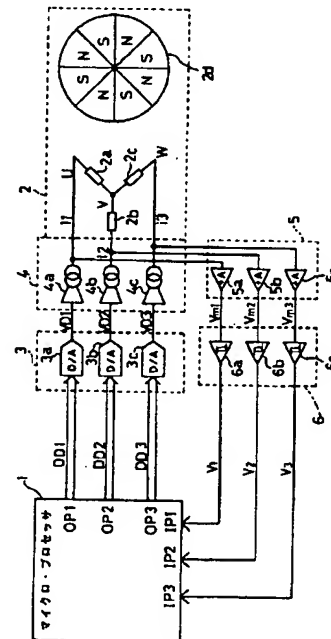 1
マイクロ・プロセッサ
OP1
OP2
OP3
IP1
IP2
IP3
DD1
DD2
DD3
3
D/A
3a
D/A
3b
D/A
3c
VD1
VD2
VD3
4
4a
4b
4c
I1
I2
I3
2
U
V
W
2a
2b
2c
N
S
N
S
N
S
N
S
2d
5
A
5a
A
5b
A
5c
Vm1
Vm2
Vm3
6
6a
6b
6c
V1
V2
V3